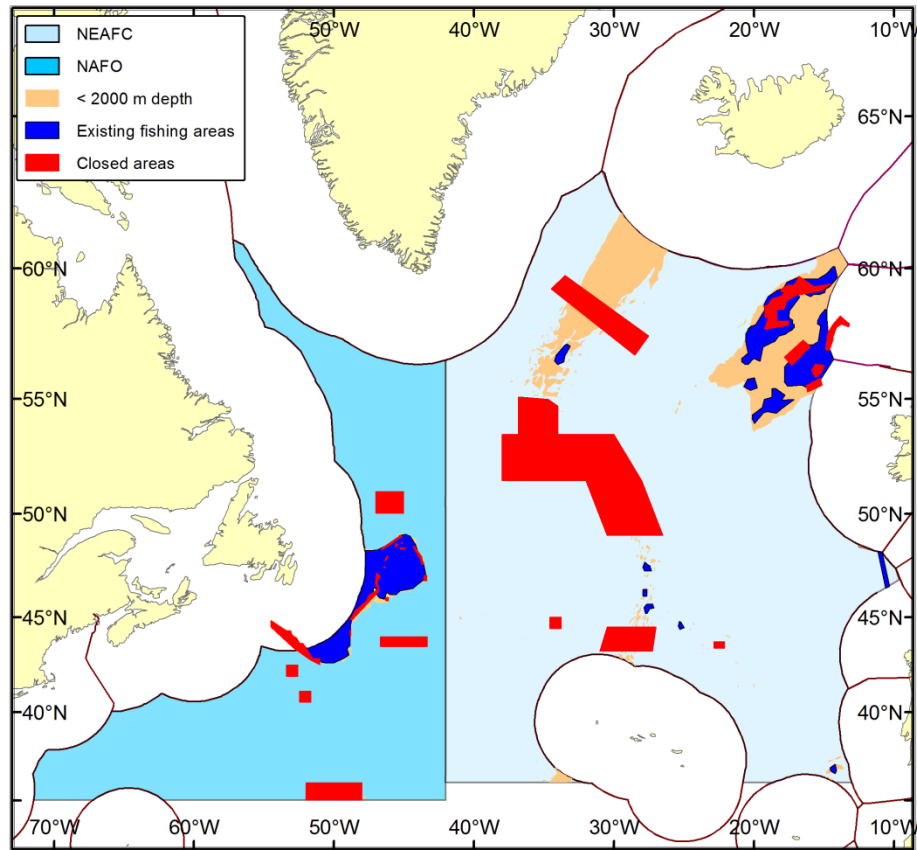 50°W 40°W 30°W 20°W 10°W
NEAFC
NAFO
< 2000 m depth
Existing fishing areas
Closed areas
65°N
60°N 60°N
55°N 55°N
50°N 50°N
45°N 45°N
40°N 40°N
70°W 60°W 50°W 40°W 30°W 20°W 10°W